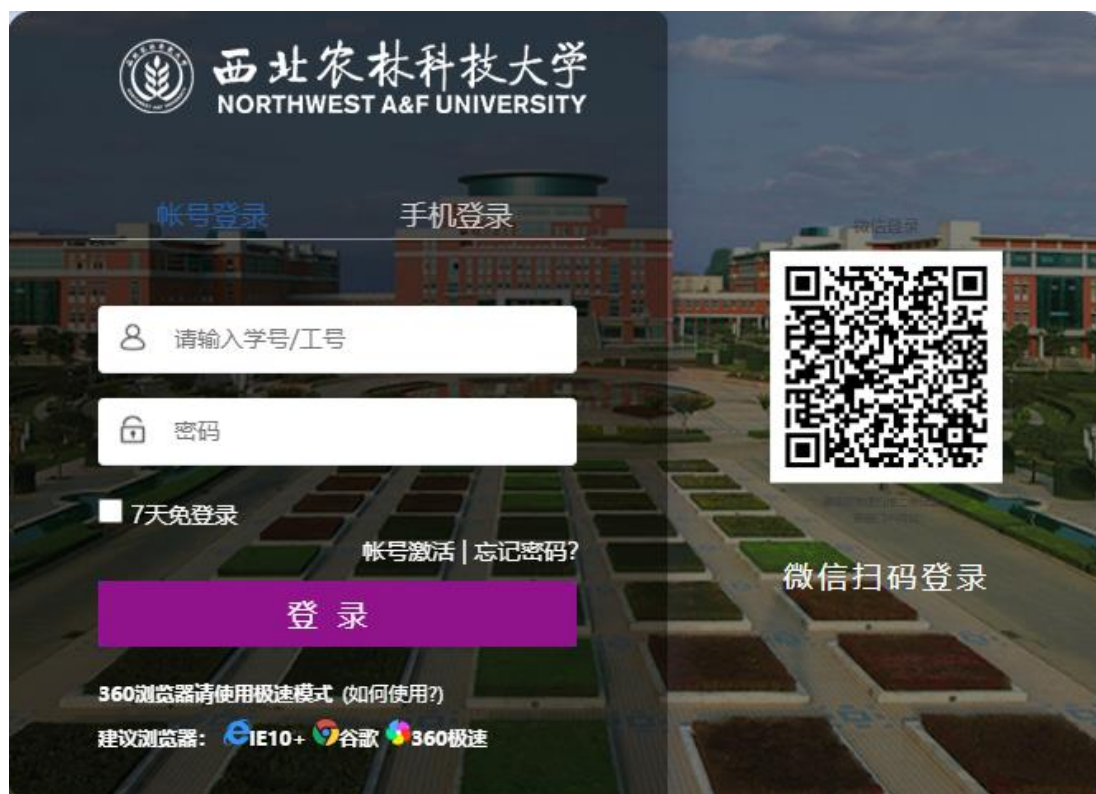 西北农林科技大学
NORTHWEST A&F UNIVERSITY
帐号登录
手机登录
请输入学号/工号
密码
7天免登录
帐号激活 | 忘记密码?
登 录
360浏览器请使用极速模式 (如何使用?)
建议浏览器： IE10+ 谷歌 360极速
微信登录
微信扫码登录